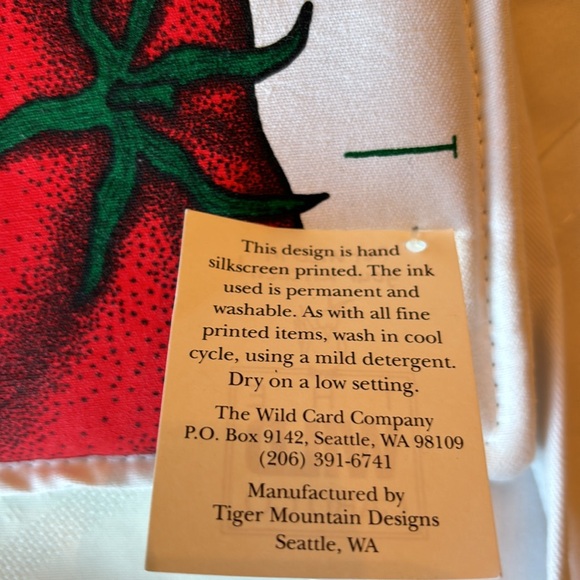 This design is hand
silkscreen printed. The ink
used is permanent and
washable. As with all fine
printed items, wash in cool
cycle, using a mild detergent.
Dry on a low setting.
The Wild Card Company
P.O. Box 9142, Seattle, WA 98109
(206) 391-6741
Manufactured by
Tiger Mountain Designs
Seattle, WA